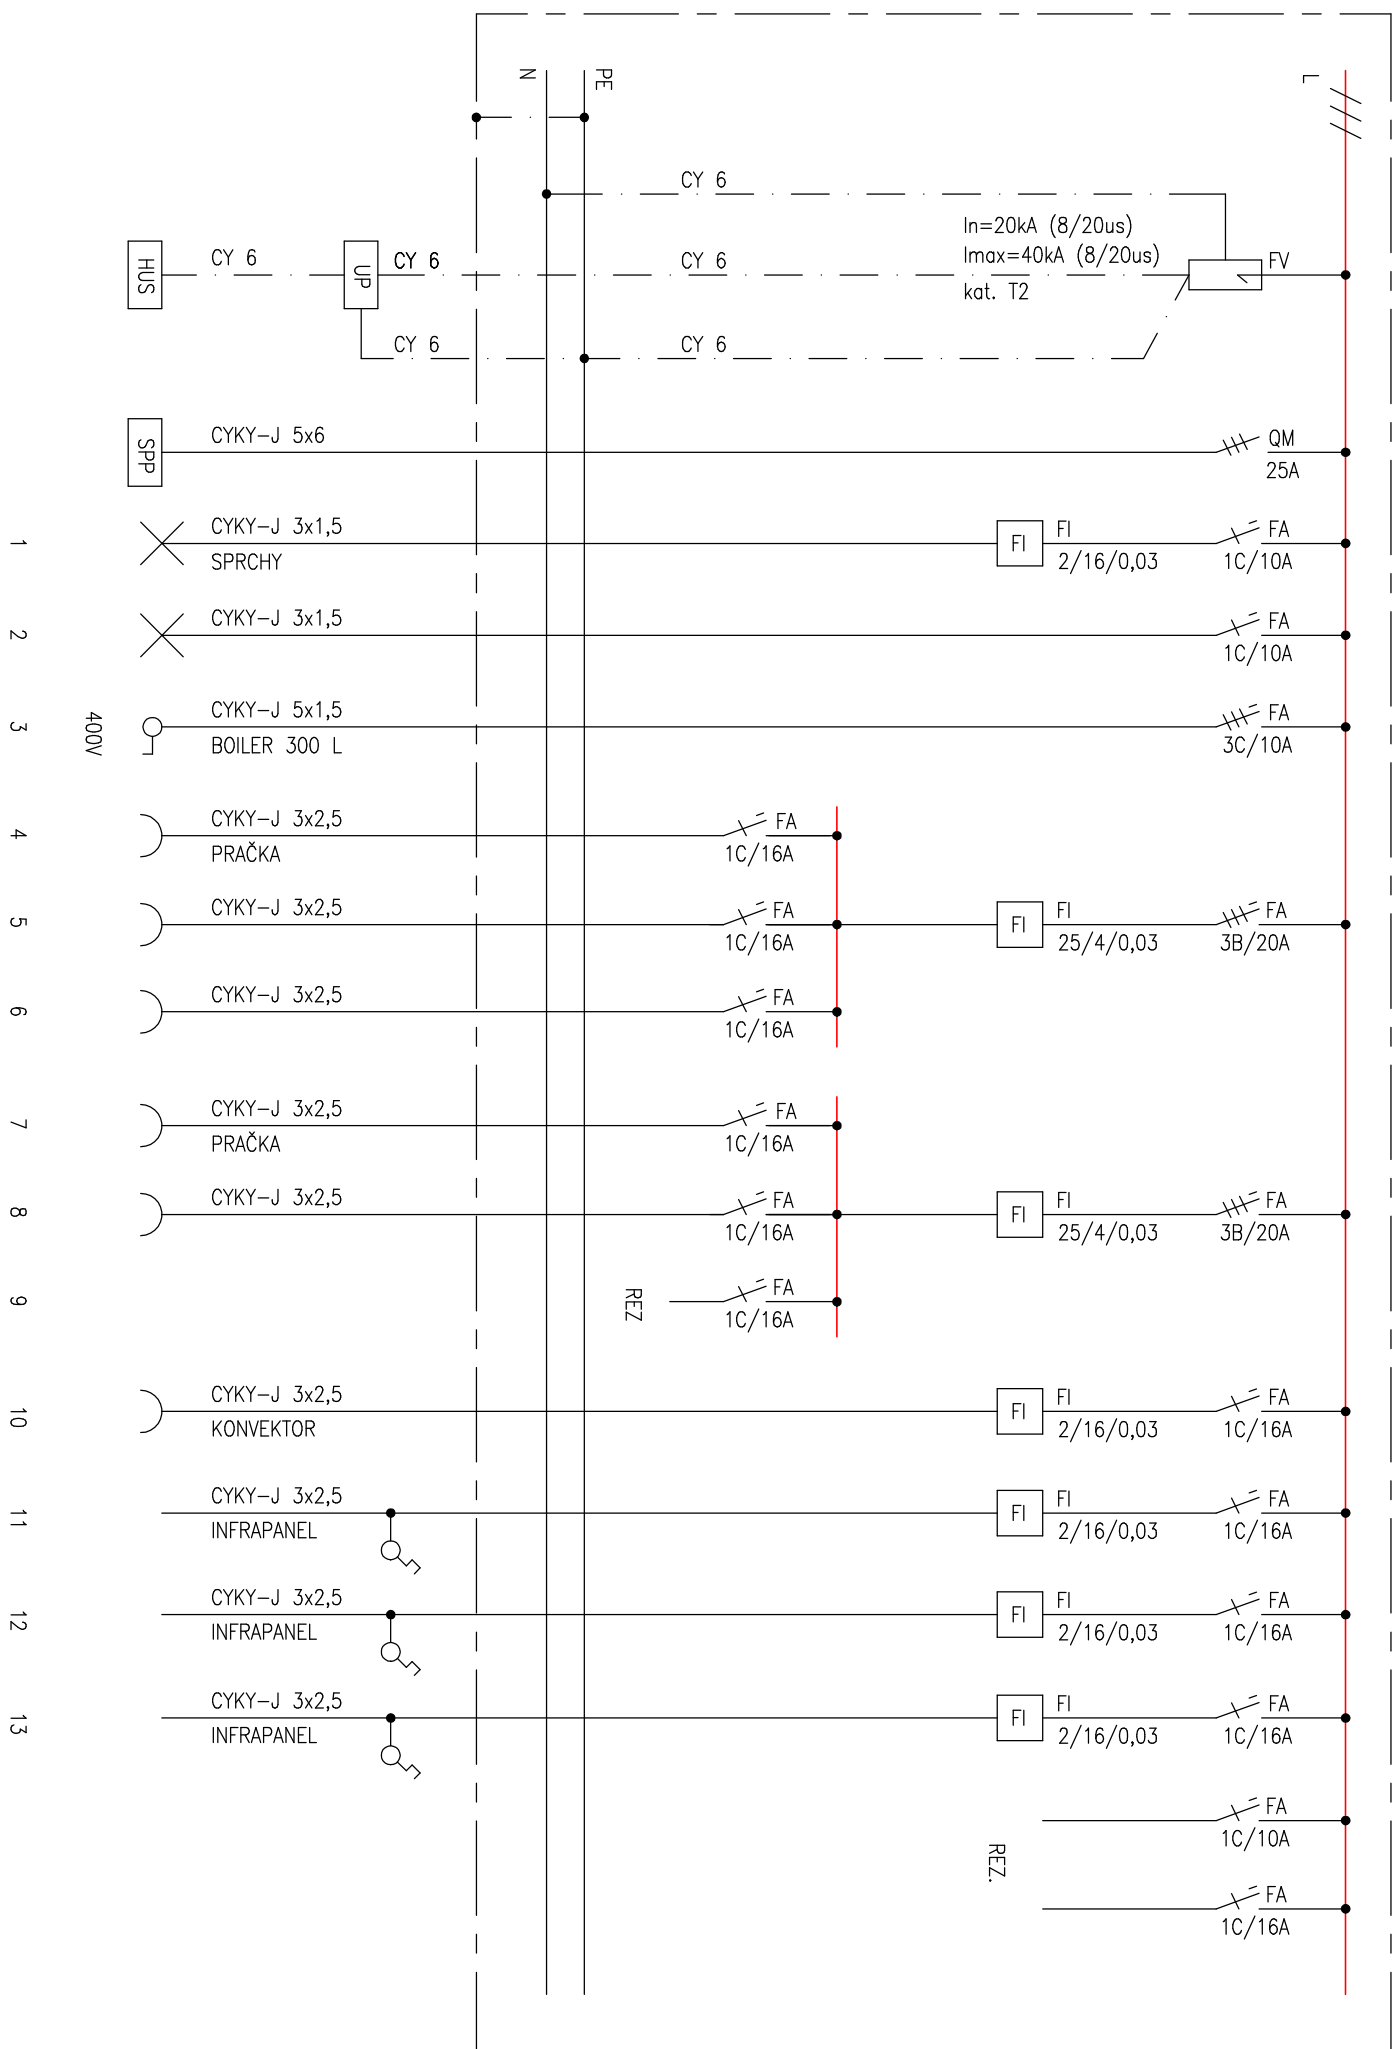 N
PE
L
CY 6
In=20kA (8/20us)
Imax=40kA (8/20us)
kat. T2
FV
HUS
CY 6
UP
CY 6
CY 6
CY 6
CY 6
SPP
CYKY-J 5x6
QM
25A
1
CYKY-J 3x1,5
SPRCHY
FI
FI
2/16/0,03
FA
1C/10A
2
CYKY-J 3x1,5
FA
1C/10A
3
400V
CYKY-J 5x1,5
BOILER 300 L
FA
3C/10A
4
CYKY-J 3x2,5
PRAČKA
FA
1C/16A
5
CYKY-J 3x2,5
FA
1C/16A
FI
FI
25/4/0,03
FA
3B/20A
6
CYKY-J 3x2,5
FA
1C/16A
7
CYKY-J 3x2,5
PRAČKA
FA
1C/16A
8
CYKY-J 3x2,5
FA
1C/16A
FI
FI
25/4/0,03
FA
3B/20A
9
REZ
FA
1C/16A
10
CYKY-J 3x2,5
KONVEKTOR
FI
FI
2/16/0,03
FA
1C/16A
11
CYKY-J 3x2,5
INFRAPANEL
FI
FI
2/16/0,03
FA
1C/16A
12
CYKY-J 3x2,5
INFRAPANEL
FI
FI
2/16/0,03
FA
1C/16A
13
CYKY-J 3x2,5
INFRAPANEL
FI
FI
2/16/0,03
FA
1C/16A
REZ.
FA
1C/10A
FA
1C/16A